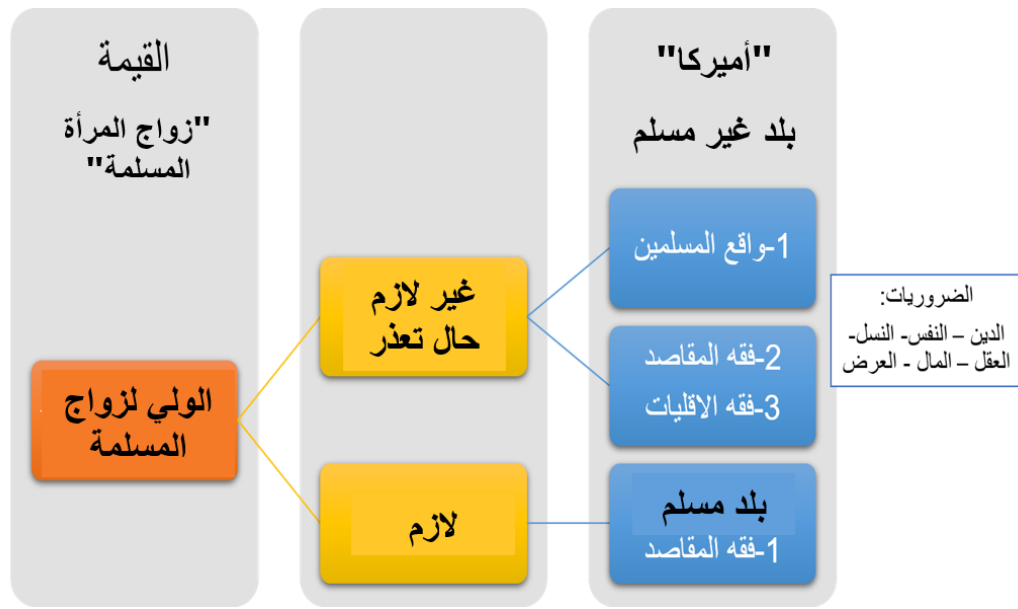 القيمة
"زواج المرأة
المسلمة"
الولي لزواج
المسلمة
غير لازم
حال تعذر
لازم
"أميركا"
بلد غير مسلم
1-واقع المسلمين
2-فقه المقاصد
3-فقه الاقليات
بلد مسلم
1-فقه المقاصد
الضروريات:
الدين – النفس- النسل-
العقل – المال - العرض